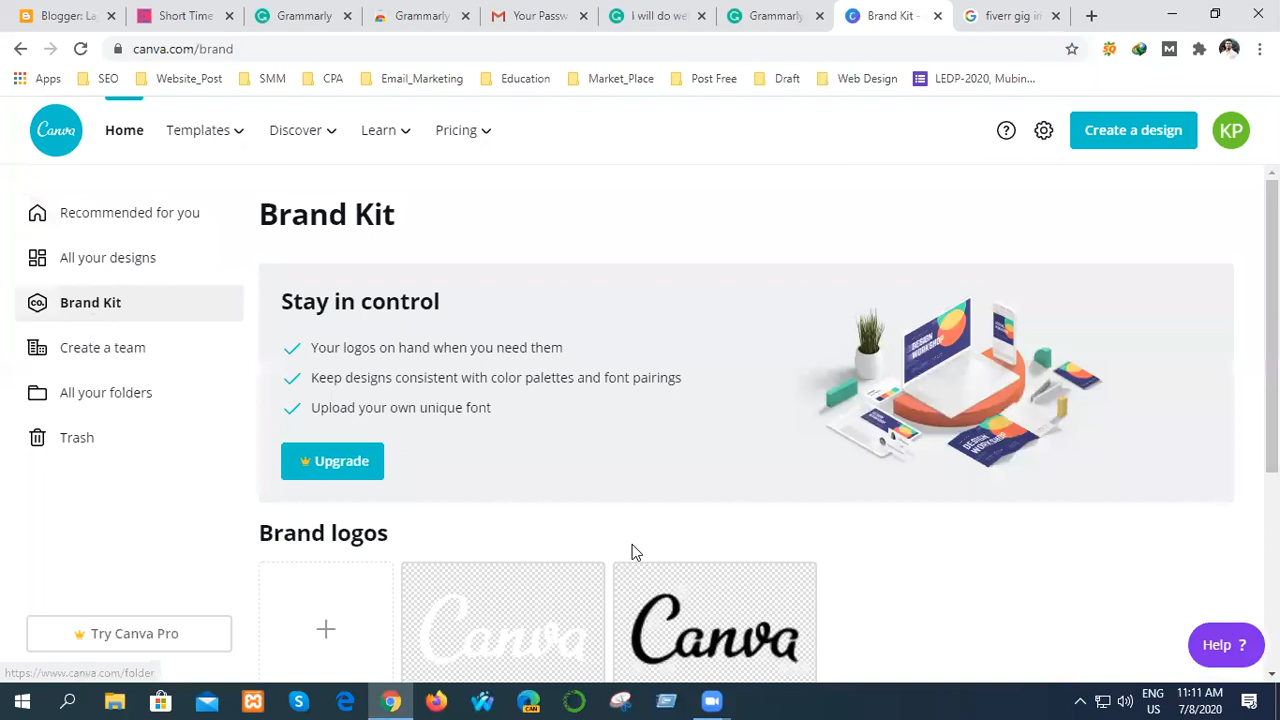 Blogger: La
Short Time
Grammarly
Grammarly
Your Passw
I will do we
Grammarly
Brand Kit -
fiverr gig in
canva.com/brand
Apps
SEO
Website_Post
SMM
CPA
Email_Marketing
Education
Market_Place
Post Free
Draft
Web Design
LEDP-2020, Mubin...
Canva
Home
Templates
Discover
Learn
Pricing
Create a design
KP
Recommended for you
All your designs
CO.
Brand Kit
Create a team
All your folders
Trash
Try Canva Pro
Brand Kit
Stay in control
Your logos on hand when you need them
Keep designs consistent with color palettes and font pairings
Upload your own unique font
Upgrade
DESIGN
WORKSHOP
DESIGN
WORKSHOP
Brand logos
Canva
Canva
Help ?
https://www.canva.com/folder
CAN
ENG
US
11:11 AM
7/8/2020